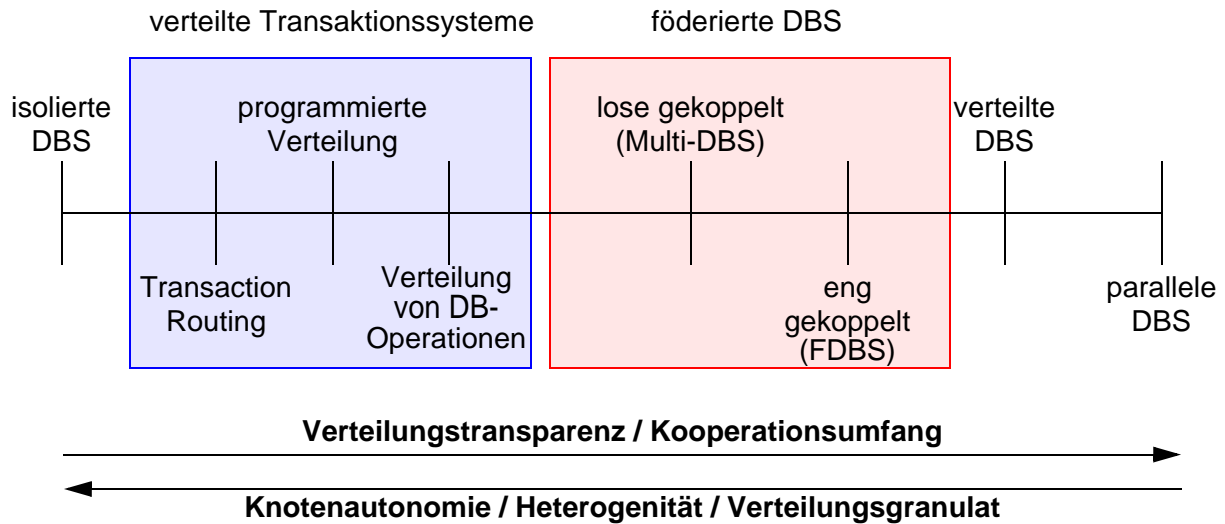 verteilte Transaktionssysteme
föderierte DBS
isolierte
DBS
programmierte
Verteilung
lose gekoppelt
(Multi-DBS)
verteilte
DBS
Transaction
Routing
Verteilung
von DB-
Operationen
eng
gekoppelt
(FDBS)
parallele
DBS
Verteilungstransparenz / Kooperationsumfang
Knotenautonomie / Heterogenität / Verteilungsgranulat